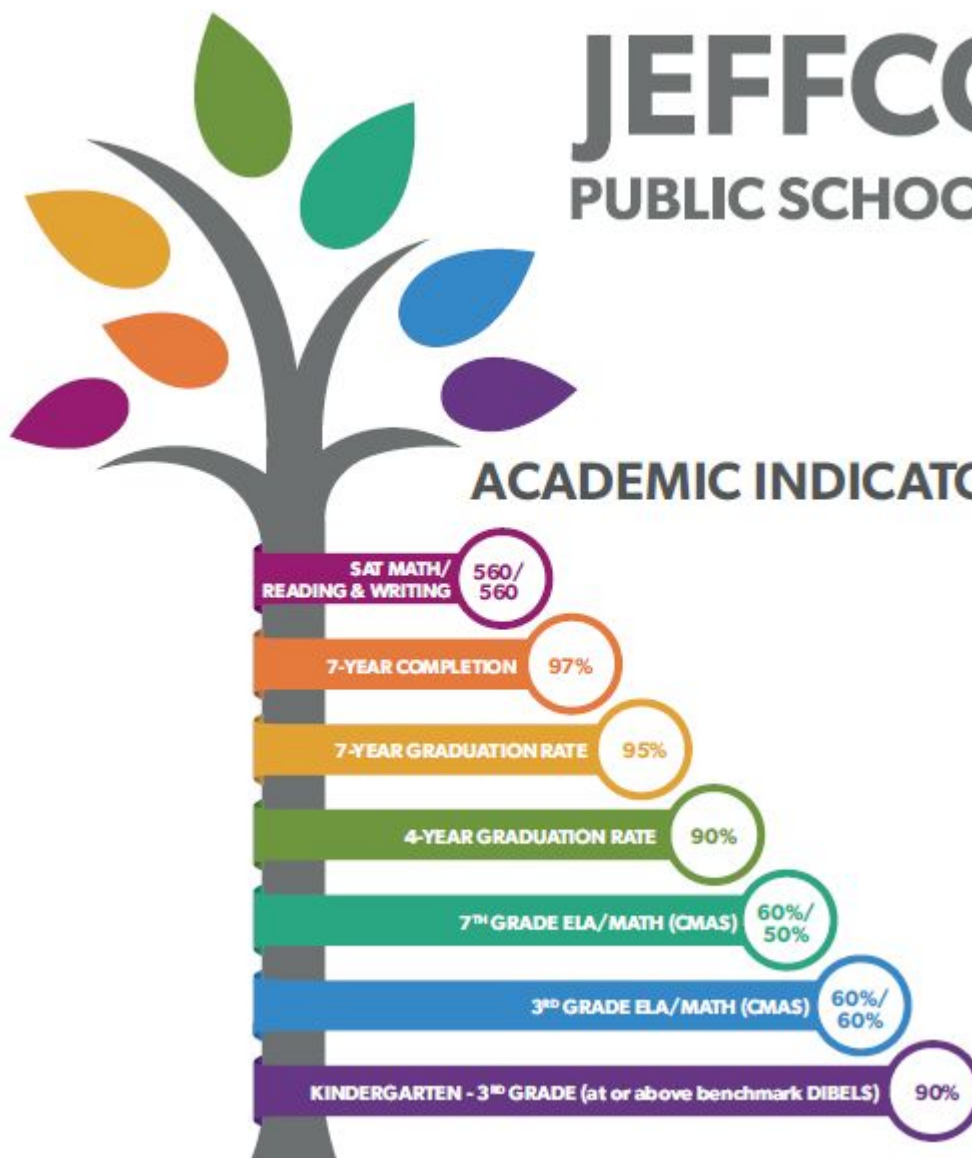 JEFFCO
PUBLIC SCHOO
ACADEMIC INDICATO
SAT MATH/
READING & WRITING
560/
560
7-YEAR COMPLETION
97%
7-YEAR GRADUATION RATE
95%
4-YEAR GRADUATION RATE
90%
7TH GRADE ELA/MATH (CMAS)
60%/
50%
3RD GRADE ELA/MATH (CMAS)
60%/
60%
KINDERGARTEN - 3RD GRADE (at or above benchmark DIBELS)
90%